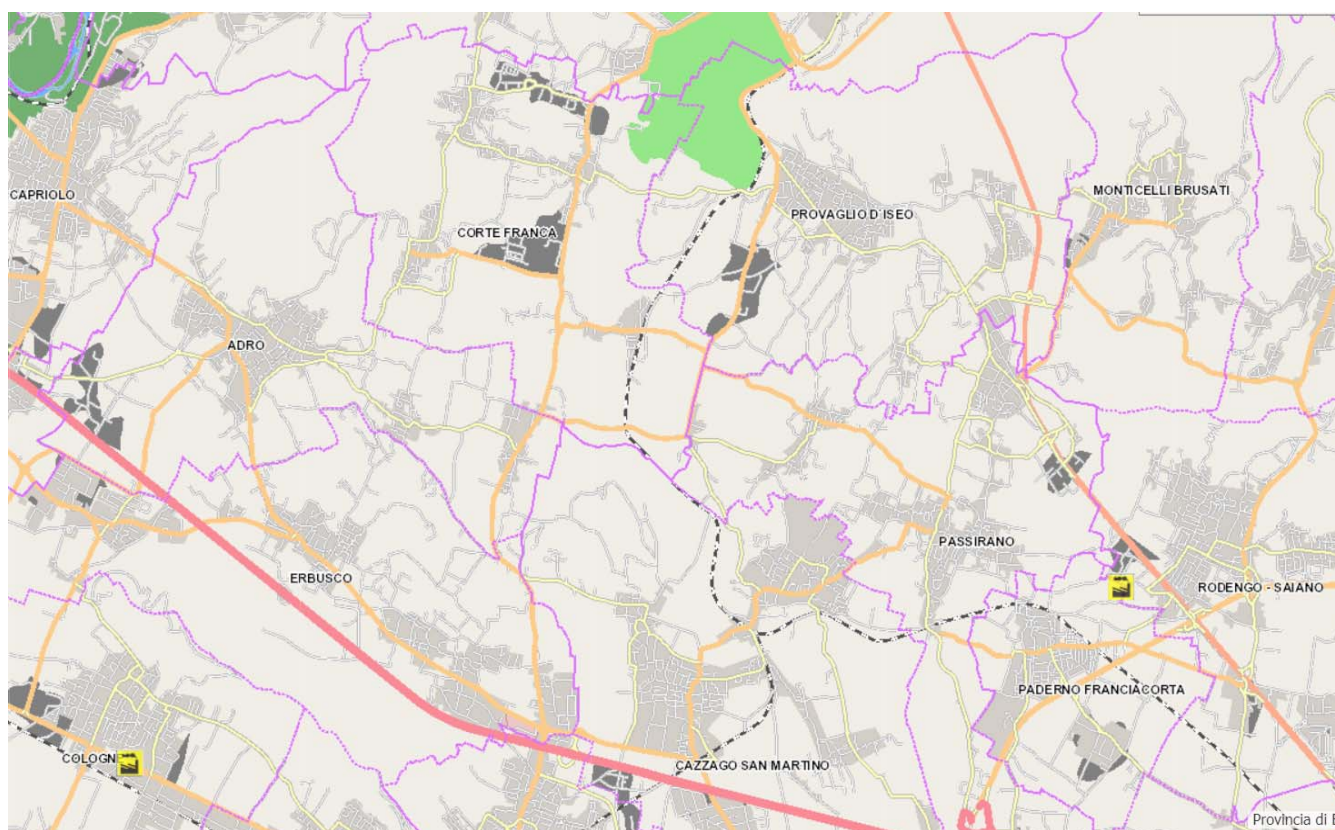 MONTICELLI BRUSATI
CAPRIOLO
PROVAGLIO D'ISEO
CORTE FRANCA
ADRO
PASSIRANO
ERBUSCO
RODENGO - SAIANO
PADERNO FRANCIACORTA
COLOGN
CAZZAGO SAN MARTINO
Provincia di B